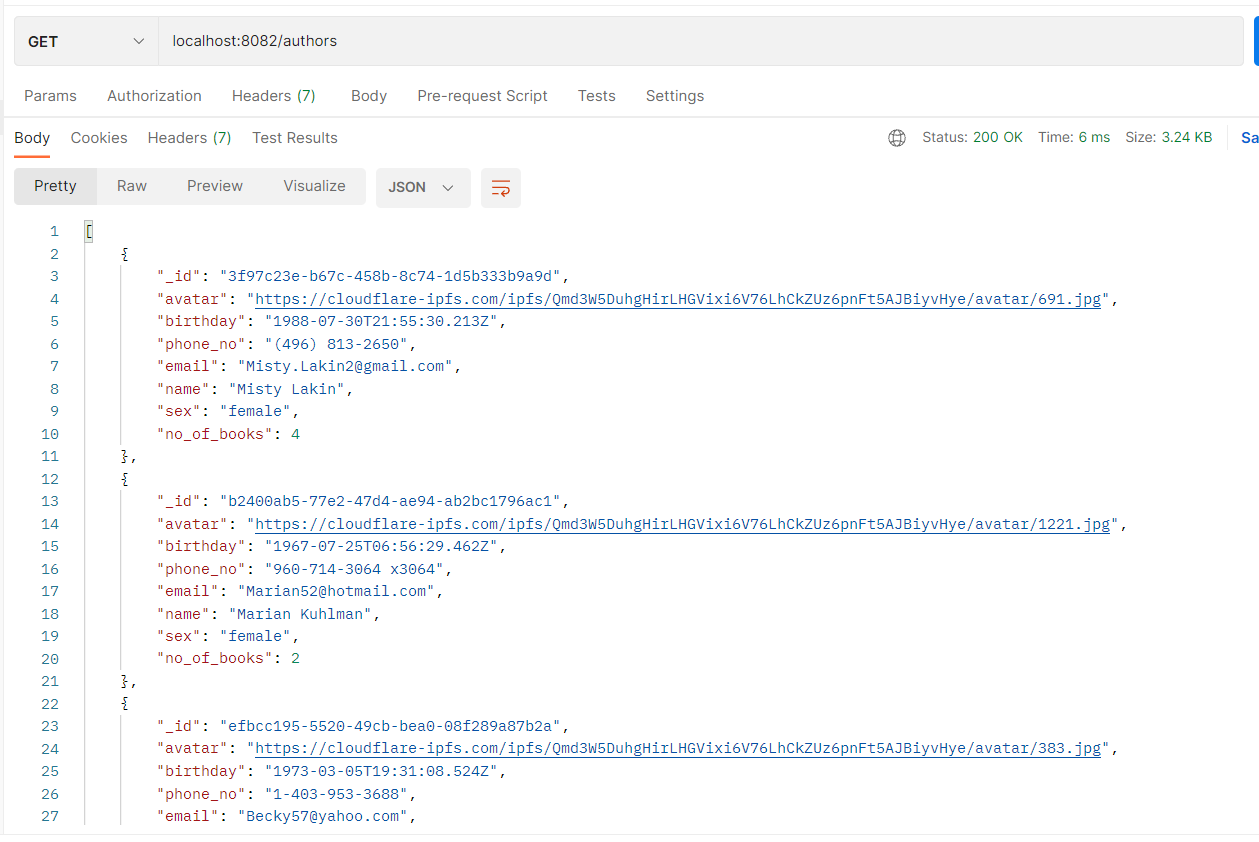 GET localhost:8082/authors
Params Authorization Headers (7) Body Pre-request Script Tests Settings
Body Cookies Headers (7) Test Results Status: 200 OK Time: 6 ms Size: 3.24 KB Sa
Pretty Raw Preview Visualize JSON
1 [
2 {
3 "_id": "3f97c23e-b67c-458b-8c74-1d5b333b9a9d",
4 "avatar": "https://cloudflare-ipfs.com/ipfs/Qmd3W5DuhgHirLHGVixi6V76LhCkZUz6pnFt5AJBiyvHye/avatar/691.jpg",
5 "birthday": "1988-07-30T21:55:30.213Z",
6 "phone_no": "(496) 813-2650",
7 "email": "Misty.Lakin2@gmail.com",
8 "name": "Misty Lakin",
9 "sex": "female",
10 "no_of_books": 4
11 },
12 {
13 "_id": "b2400ab5-77e2-47d4-ae94-ab2bc1796ac1",
14 "avatar": "https://cloudflare-ipfs.com/ipfs/Qmd3W5DuhgHirLHGVixi6V76LhCkZUz6pnFt5AJBiyvHye/avatar/1221.jpg",
15 "birthday": "1967-07-25T06:56:29.462Z",
16 "phone_no": "960-714-3064 x3064",
17 "email": "Marian52@hotmail.com",
18 "name": "Marian Kuhlman",
19 "sex": "female",
20 "no_of_books": 2
21 },
22 {
23 "_id": "efbcc195-5520-49cb-bea0-08f289a87b2a",
24 "avatar": "https://cloudflare-ipfs.com/ipfs/Qmd3W5DuhgHirLHGVixi6V76LhCkZUz6pnFt5AJBiyvHye/avatar/383.jpg",
25 "birthday": "1973-03-05T19:31:08.524Z",
26 "phone_no": "1-403-953-3688",
27 "email": "Becky57@yahoo.com",